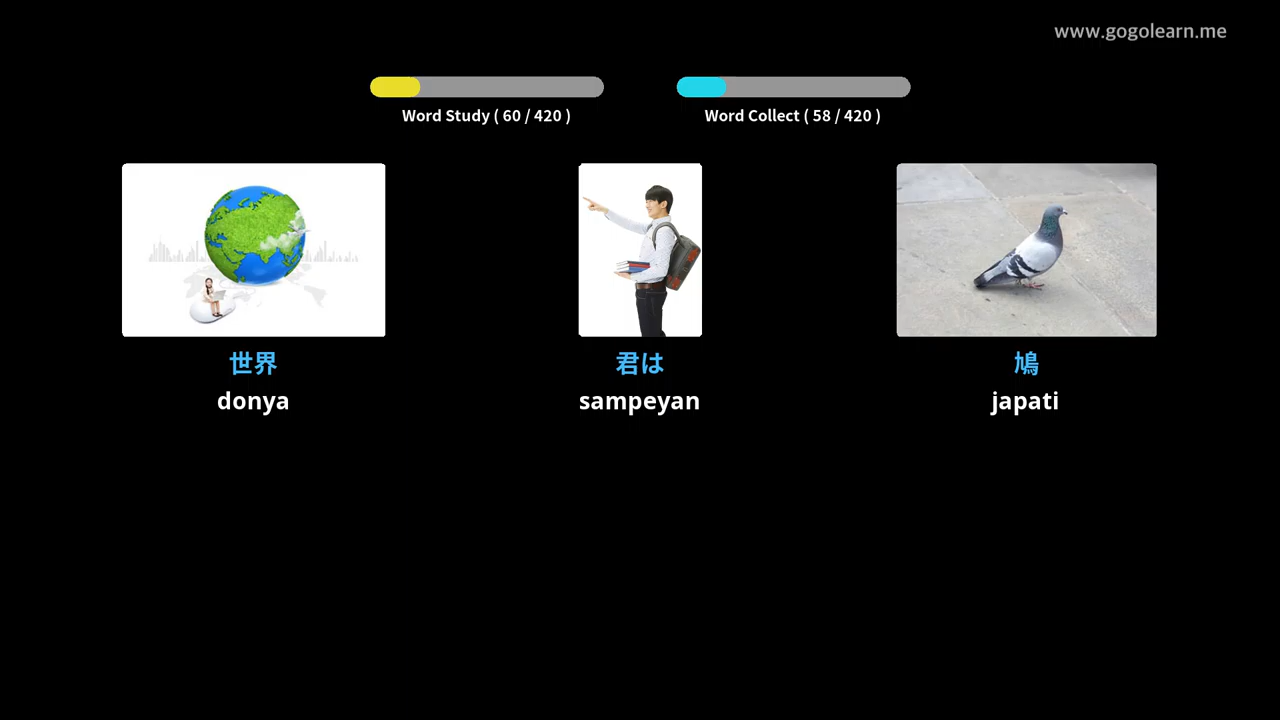 www.gogolearn.me
Word Study ( 60 / 420 )
Word Collect ( 58 / 420 )
世界
donya
君は
sampeyan
鳩
japati